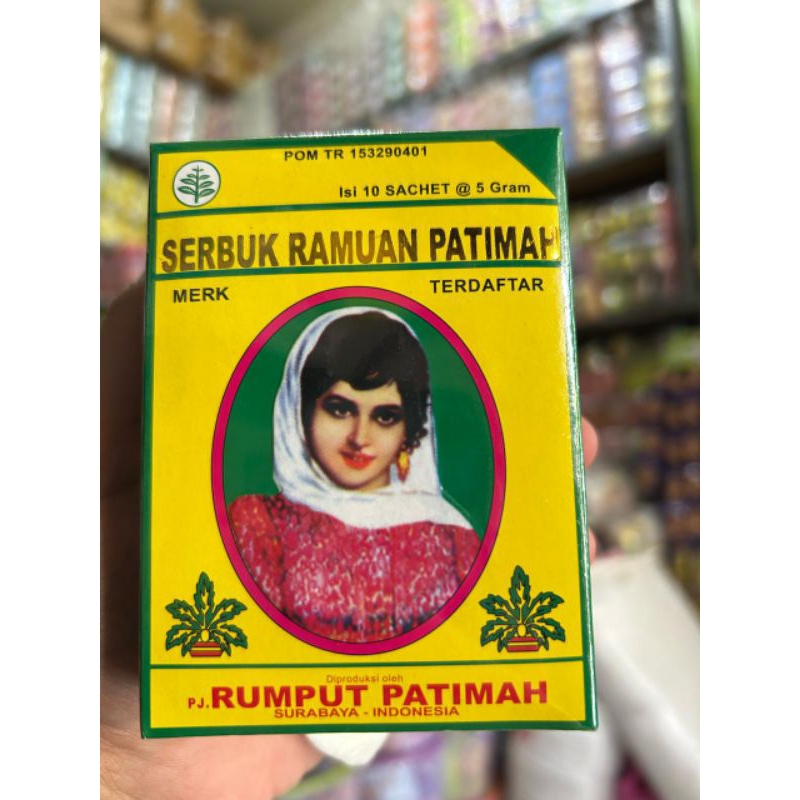 POM TR 153290401
Isi 10 SACHET @ 5 Gram
SERBUK RAMUAN PATIMAH
MERK TERDAFTAR
Diproduksi oleh
PJ. RUMPUT PATIMAH
SURABAYA - INDONESIA